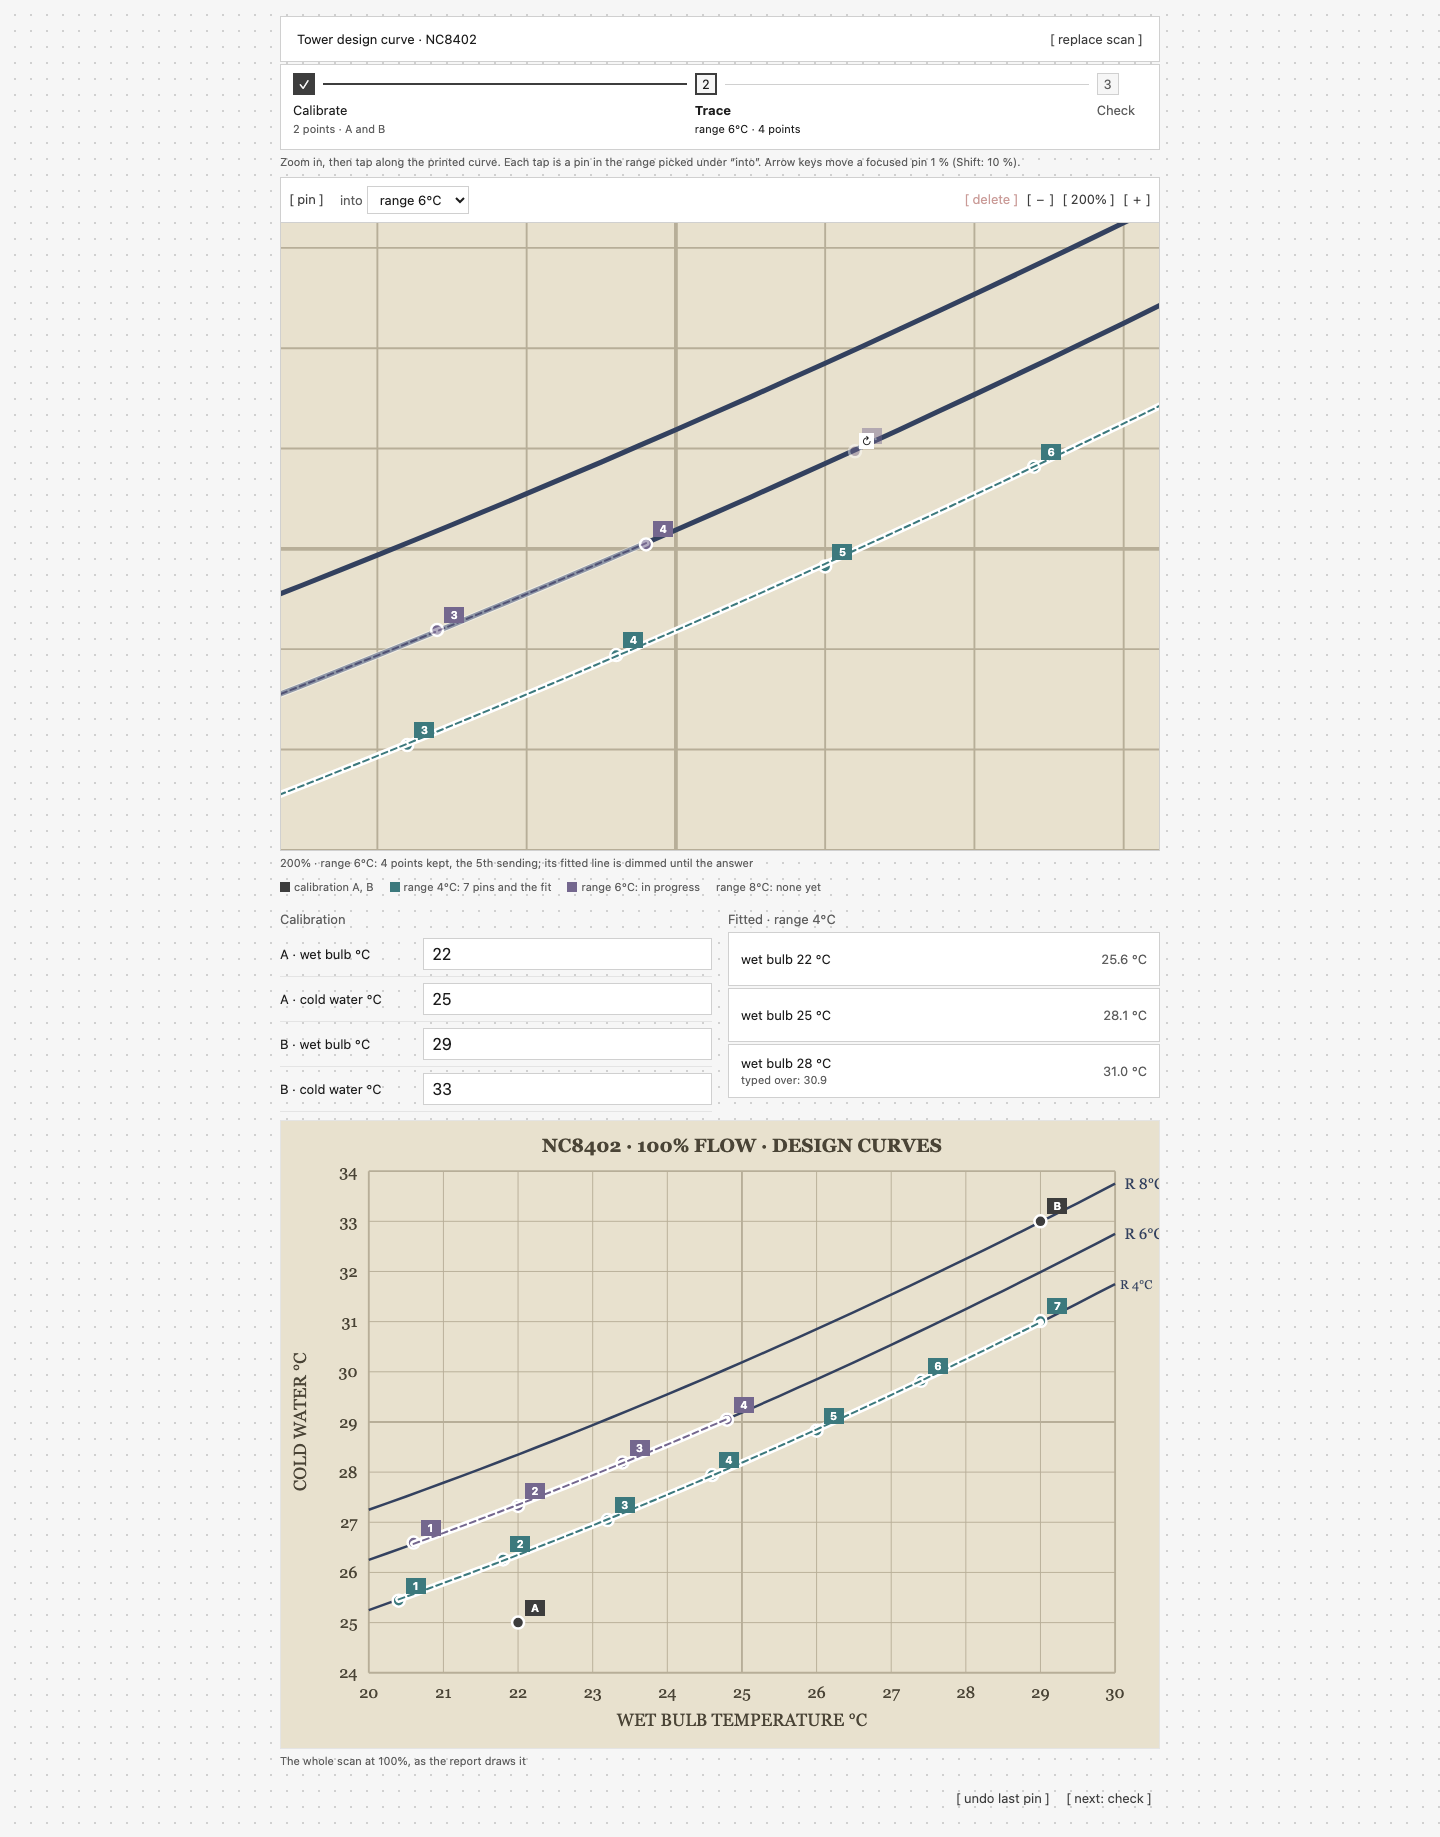 Tower design curve · NC8402
[ replace scan ]
2
3
Calibrate
Trace
Check
2 points · A and B
range 6°C · 4 points
Zoom in, then tap along the printed curve. Each tap is a pin in the range picked under “into”. Arrow keys move a focused pin 1 % (Shift: 10 %).
[ pin ] into range 6°C
[ delete ] [ − ] [ 200% ] [ + ]
6
4
5
3
4
3
200% · range 6°C: 4 points kept, the 5th sending; its fitted line is dimmed until the answer
calibration A, B
range 4°C: 7 pins and the fit
range 6°C: in progress
range 8°C: none yet
Calibration
A · wet bulb °C 22
A · cold water °C 25
B · wet bulb °C 29
B · cold water °C 33
Fitted · range 4°C
wet bulb 22 °C 25.6 °C
wet bulb 25 °C 28.1 °C
wet bulb 28 °C 31.0 °C
typed over: 30.9
NC8402 · 100% FLOW · DESIGN CURVES
34
33
32
31
30
29
28
27
26
25
24
COLD WATER °C
R 8°C
R 6°C
R 4°C
B
7
6
5
4
4
3
3
2
2
1
1
A
20 21 22 23 24 25 26 27 28 29 30
WET BULB TEMPERATURE °C
The whole scan at 100%, as the report draws it
[ undo last pin ] [ next: check ]